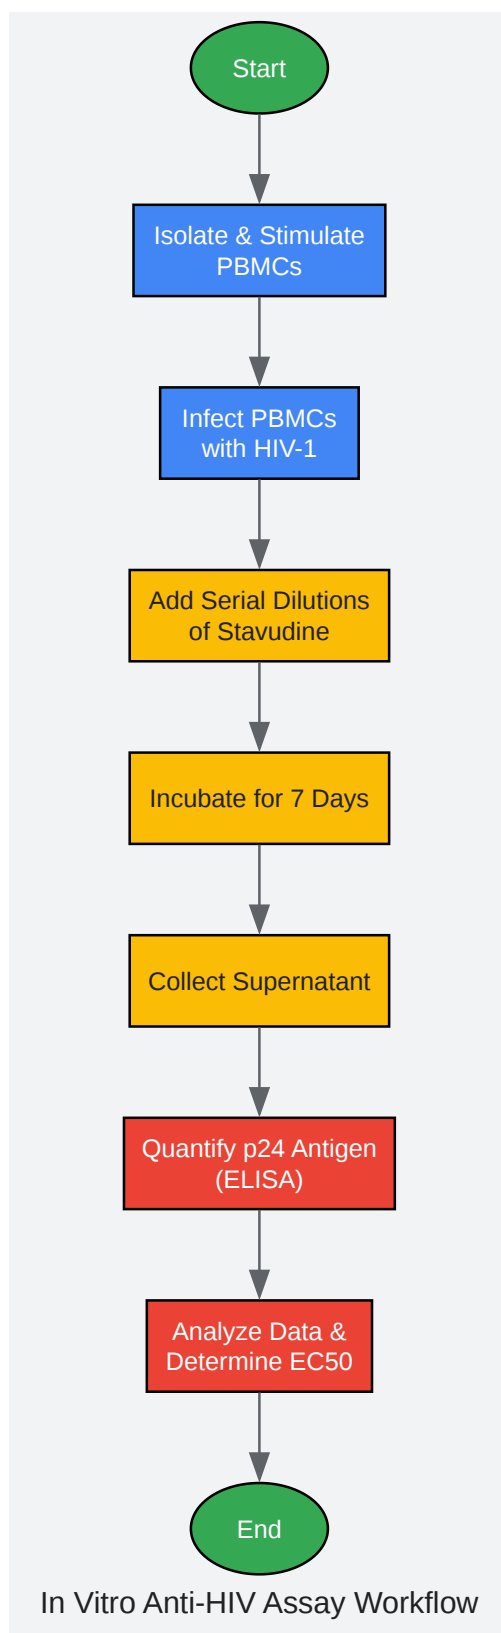 Start
Isolate & Stimulate
PBMCs
Infect PBMCs
with HIV-1
Add Serial Dilutions
of Stavudine
Incubate for 7 Days
Collect Supernatant
Quantify p24 Antigen
(ELISA)
Analyze Data &
Determine EC50
End
In Vitro Anti-HIV Assay Workflow